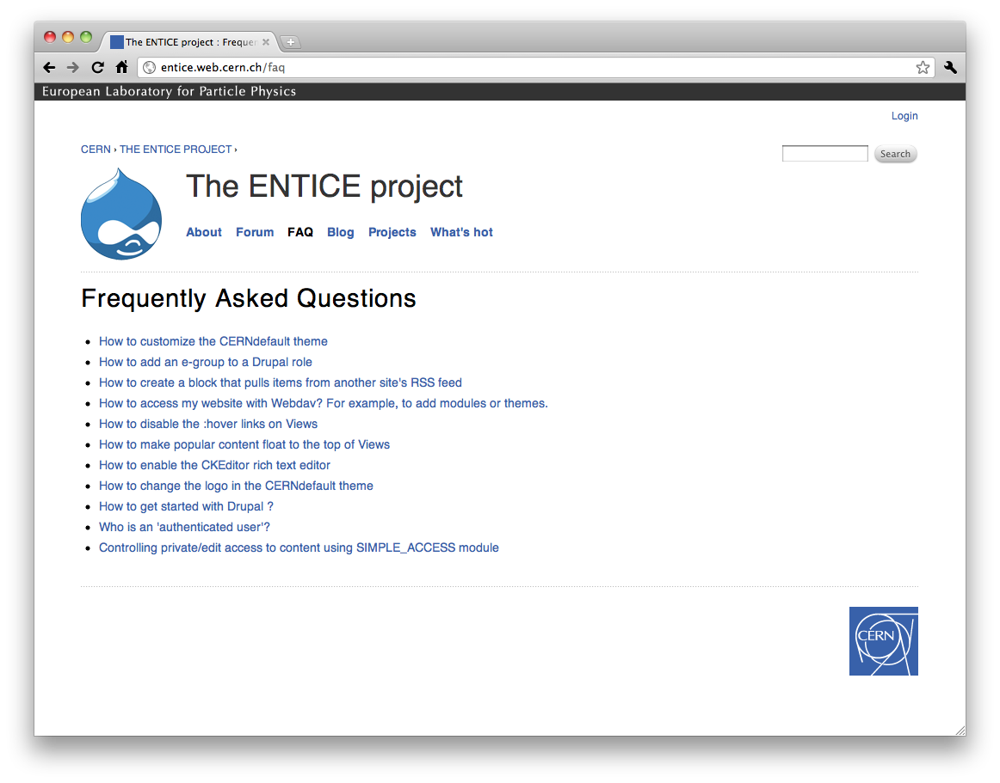 The ENTICE project : Frequen
entice.web.cern.ch/faq
European Laboratory for Particle Physics
Login
CERN › THE ENTICE PROJECT ›
Search
The ENTICE project
About Forum FAQ Blog Projects What's hot
Frequently Asked Questions
How to customize the CERNdefault theme
How to add an e-group to a Drupal role
How to create a block that pulls items from another site's RSS feed
How to access my website with Webdav? For example, to add modules or themes.
How to disable the :hover links on Views
How to make popular content float to the top of Views
How to enable the CKEditor rich text editor
How to change the logo in the CERNdefault theme
How to get started with Drupal ?
Who is an 'authenticated user'?
Controlling private/edit access to content using SIMPLE_ACCESS module
CERN